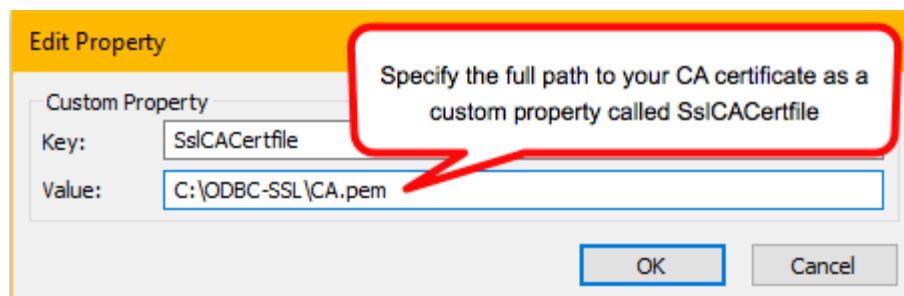 Edit Property
Specify the full path to your CA certificate as a
custom property called SslCACertfile
Custom Property
Key:
SslCACertfile
Value:
C:\ODBC-SSL\CA.pem
OK
Cancel